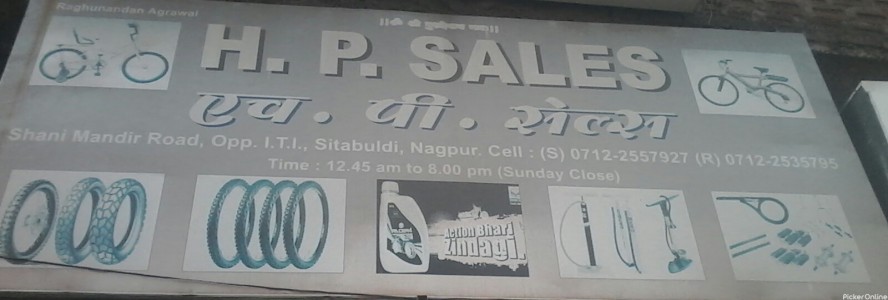 Raghunandan Agrawal
H. P. SALES
एच. पी. सेल्स
Shani Mandir Road, Opp. I.T.I., Sitabuldi, Nagpur. Cell : (S) 0712-2557927 (R) 0712-2535795
Time : 12.45 am to 8.00 pm (Sunday Close)
Action Bhari
Zindagi
PickerOnline